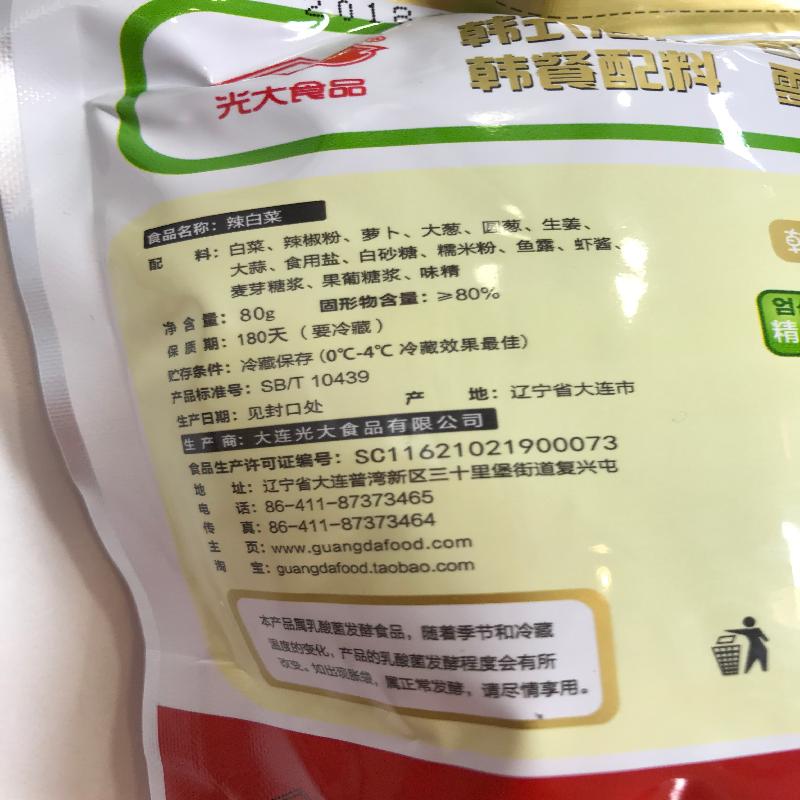 2018
韩式泡
光大食品®
韩餐配料
食品名称：辣白菜
配 料：白菜、辣椒粉、萝卜、大葱、圆葱、生姜、
大蒜、食用盐、白砂糖、糯米粉、鱼露、虾酱、
麦芽糖浆、果葡糖浆、味精
净含量：80g 固形物含量：≥80%
保质期：180天（要冷藏）
贮存条件：冷藏保存(0℃-4℃ 冷藏效果最佳)
产品标准号：SB/T 10439
生产日期：见封口处 产 地：辽宁省大连市
生产商：大连光大食品有限公司
食品生产许可证编号：SC11621021900073
地 址：辽宁省大连普湾新区三十里堡街道复兴屯
电 话：86-411-87373465
传 真：86-411-87373464
主 页：www.guangdafood.com
淘 宝：guangdafood.taobao.com
本产品属乳酸菌发酵食品，随着季节和冷藏
温度的变化，产品的乳酸菌发酵程度会有所
改变。如出现胀袋，属正常发酵，请尽情享用。
韩
엄
精